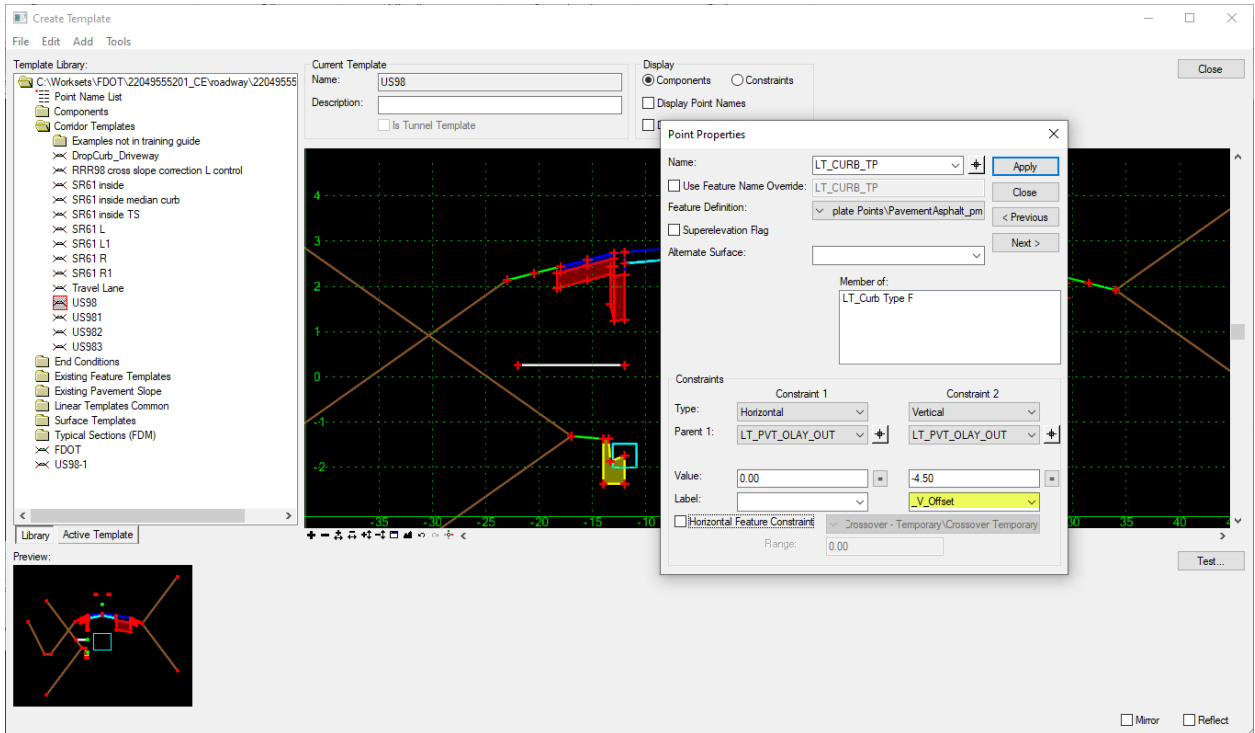 Create Template
File Edit Add Tools
Template Library:
C:\Worksets\FDOT\22049555201_CE\roadway\22049555
Point Name List
Components
Corridor Templates
Examples not in training guide
DropCurb_Driveway
RRR98 cross slope correction L control
SR61 inside
SR61 inside median curb
SR61 inside TS
SR61 L
SR61 L1
SR61 R
SR61 R1
Travel Lane
US98
US981
US982
US983
End Conditions
Existing Feature Templates
Existing Pavement Slope
Linear Templates Common
Surface Templates
Typical Sections (FDM)
FDOT
US98-1
Library Active Template
Preview:
Current Template
Name: US98
Description:
Is Tunnel Template
Display
Components Constraints
Display Point Names
Close
4
3
2
1
0
-1
-2
-35 -30 -25 -20 -15 -10 30 35 40
Point Properties
Name: LT_CURB_TP Apply
Use Feature Name Override: LT_CURB_TP Close
Feature Definition: plate Points\PavementAsphalt_pm < Previous
Superelevation Flag Next >
Alternate Surface:
Member of:
LT_Curb Type F
Constraints
Constraint 1 Constraint 2
Type: Horizontal Vertical
Parent 1: LT_PVT_OLAY_OUT LT_PVT_OLAY_OUT
Value: 0.00 = -4.50 =
Label: _V_Offset
Horizontal Feature Constraint Crossover - Temporary\Crossover Temporary
Range: 0.00
Test...
Mirror Reflect